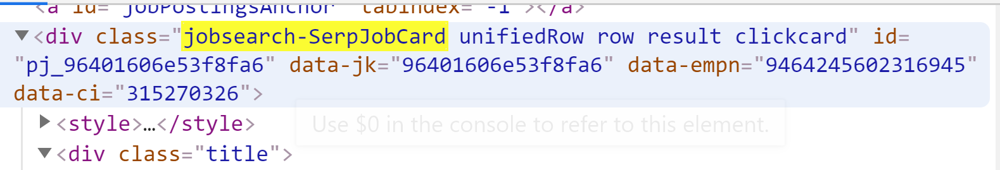 <a id="jobPostingsAnchor" tabindex="-1"></a>
<div class="jobsearch-SerpJobCard unifiedRow row result clickcard" id=
"pj_96401606e53f8fa6" data-jk="96401606e53f8fa6" data-empn="9464245602316945"
data-ci="315270326">
<style>…</style>
Use $0 in the console to refer to this element.
<div class="title">